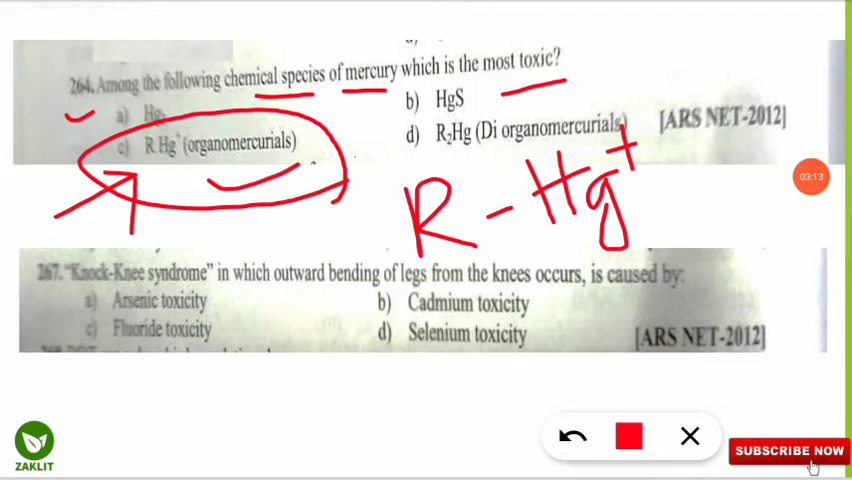 264. Among the following chemical species of mercury which is the most toxic?
a) Hg2
b) HgS
c) R Hg+ (organomercurials)
d) R2Hg (Di organomercurials) [ARS NET-2012]
R - Hg+
03:13
267. "Knock-Knee syndrome" in which outward bending of legs from the knees occurs, is caused by:
a) Arsenic toxicity
b) Cadmium toxicity
c) Fluoride toxicity
d) Selenium toxicity [ARS NET-2012]
ZAKLIT
SUBSCRIBE NOW